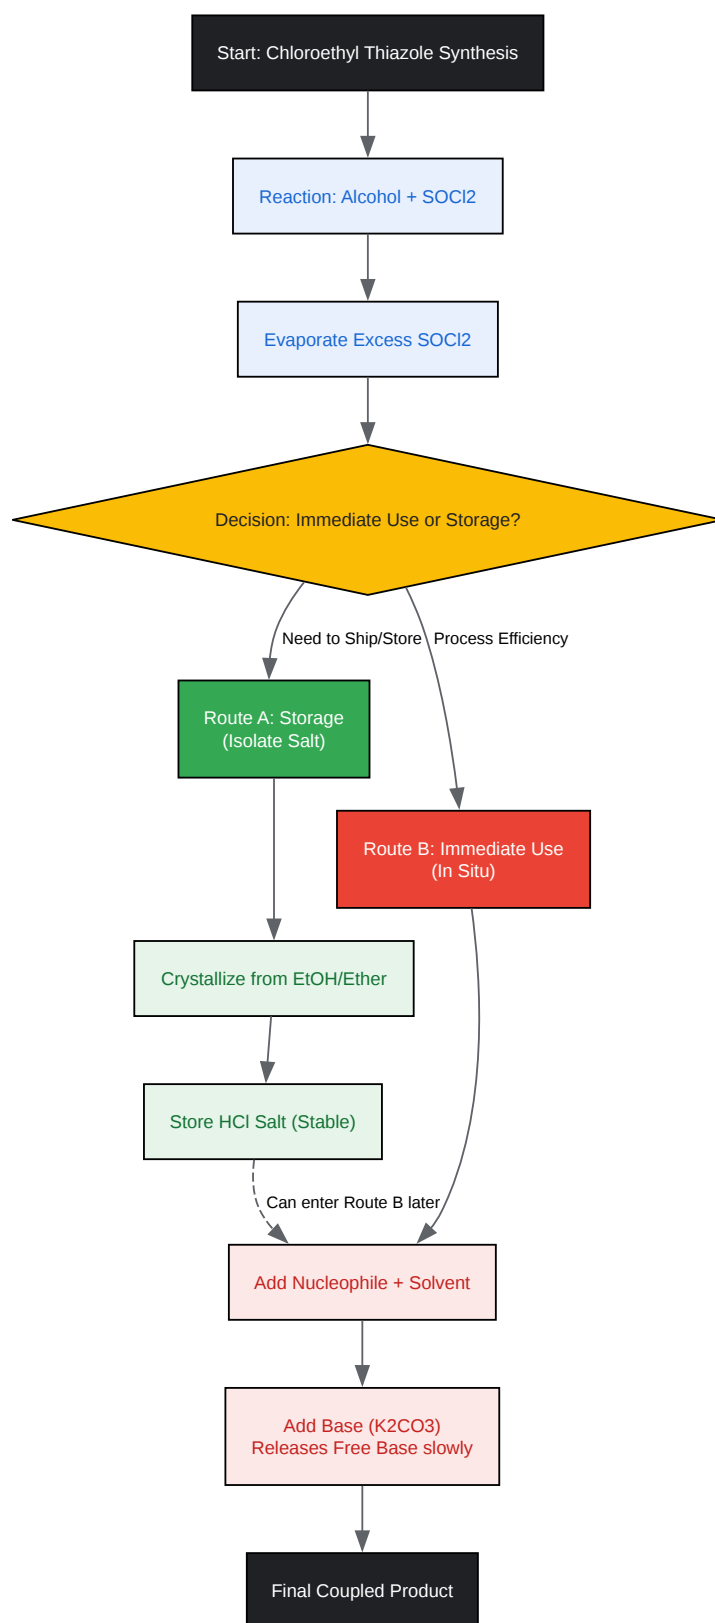 Start: Chloroethyl Thiazole Synthesis
Reaction: Alcohol + SOCl2
Evaporate Excess SOCl2
Decision: Immediate Use or Storage?
Need to Ship/Store
Process Efficiency
Route A: Storage
(Isolate Salt)
Route B: Immediate Use
(In Situ)
Crystallize from EtOH/Ether
Store HCl Salt (Stable)
Can enter Route B later
Add Nucleophile + Solvent
Add Base (K2CO3)
Releases Free Base slowly
Final Coupled Product